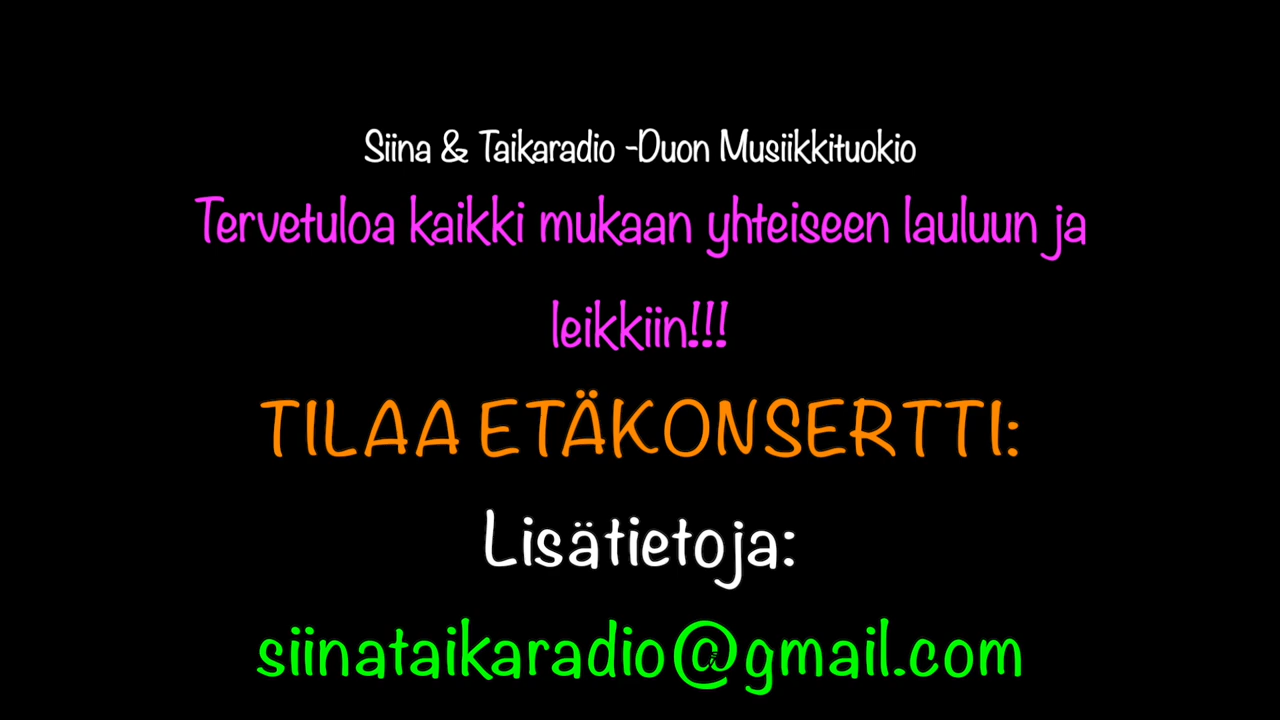 Siina & Taikaradio -Duon Musiikkituokio
Tervetuloa kaikki mukaan yhteiseen lauluun ja
leikkiin!!!
TILAA ETÄKONSERTTI:
Lisätietoja:
siinataikaradio@gmail.com